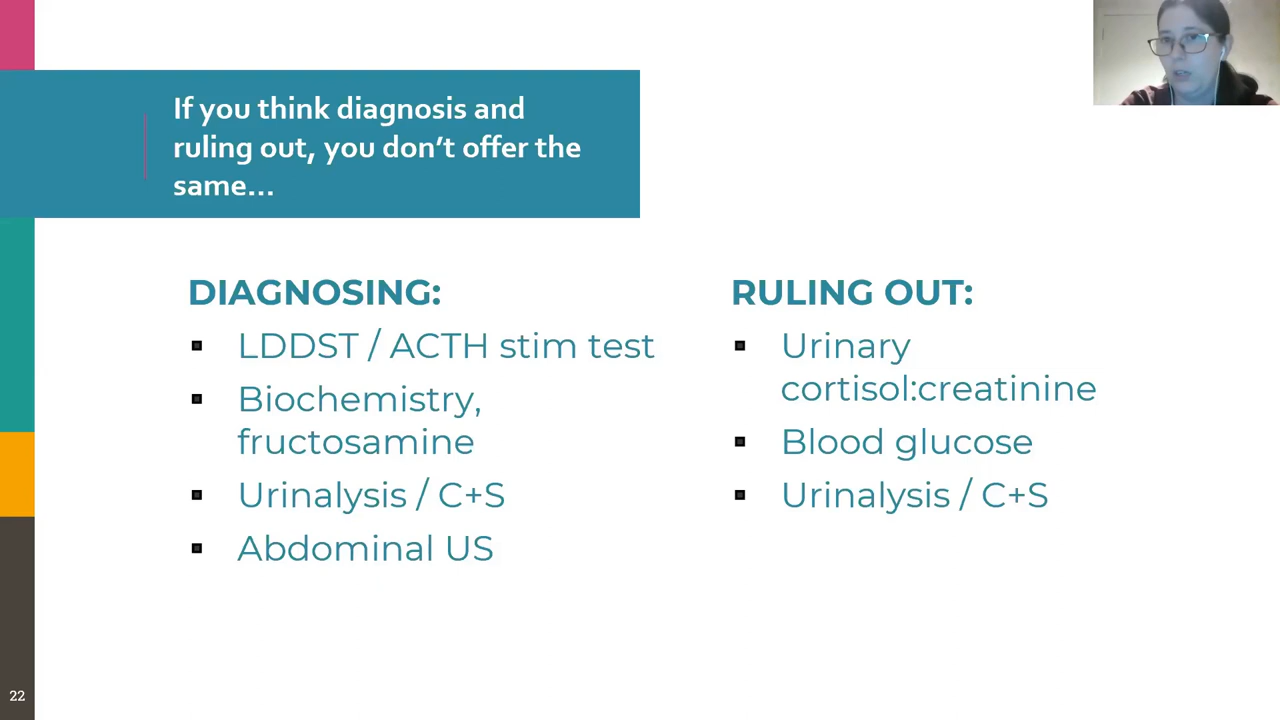 If you think diagnosis and
ruling out, you don’t offer the
same…
DIAGNOSING:
LDDST / ACTH stim test
Biochemistry,
fructosamine
Urinalysis / C+S
Abdominal US
RULING OUT:
Urinary
cortisol:creatinine
Blood glucose
Urinalysis / C+S
22